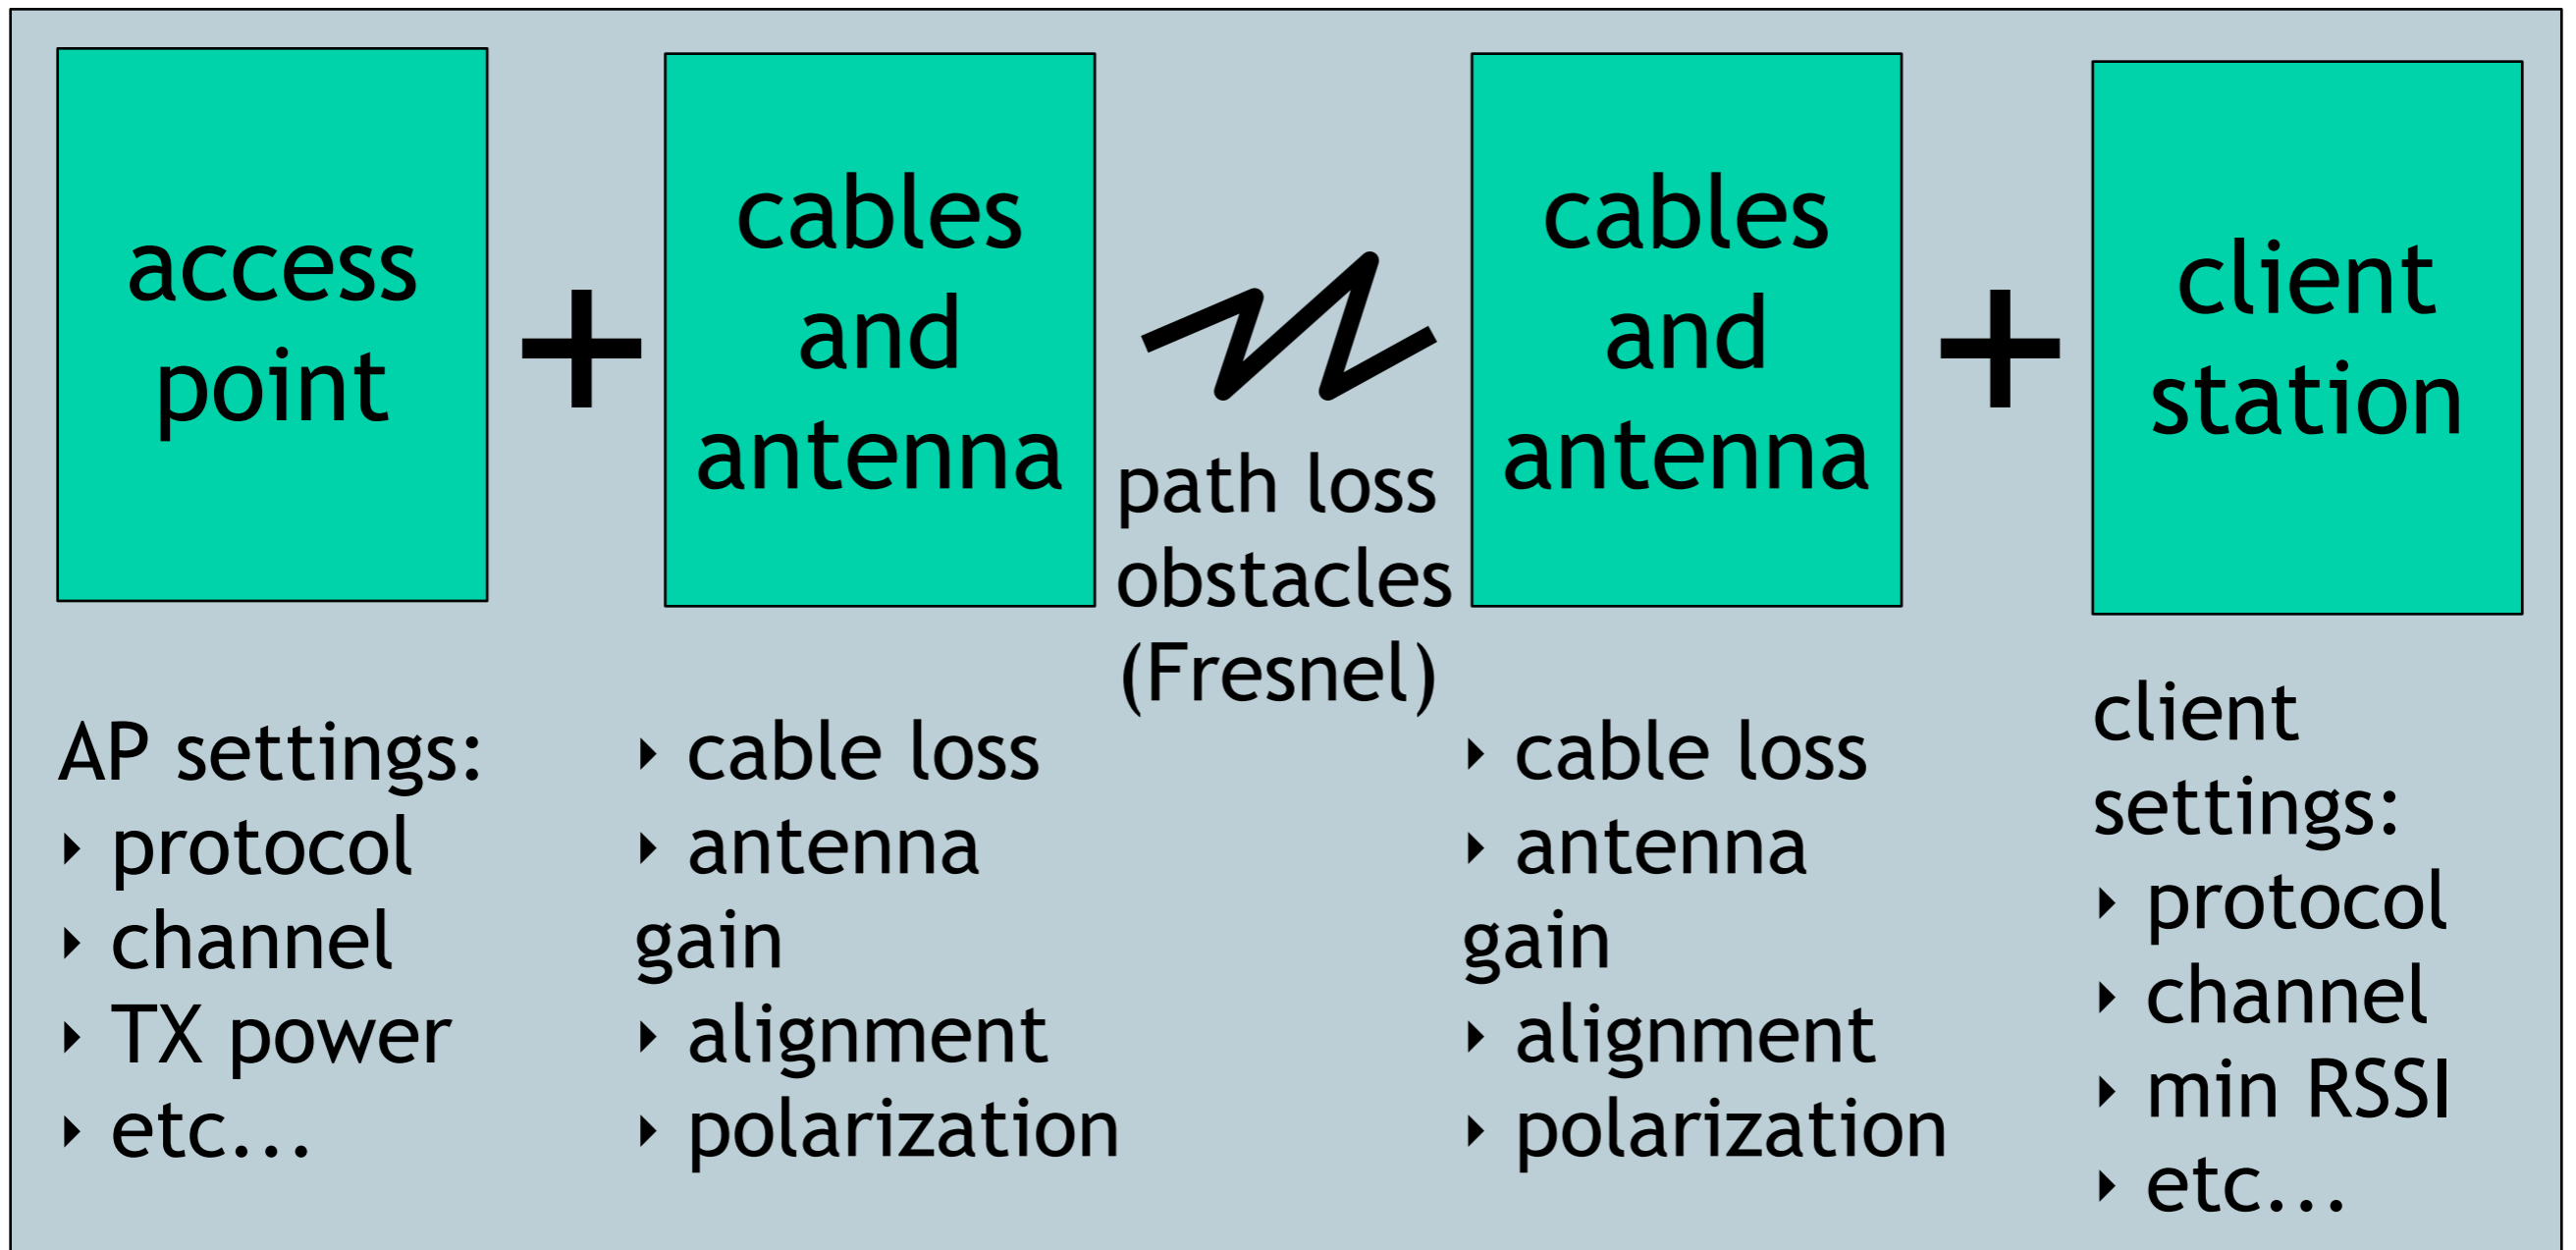 access
point
+
cables
and
antenna
path loss
obstacles
(Fresnel)
cables
and
antenna
+
client
station
AP settings:
‣ protocol
‣ channel
‣ TX power
‣ etc...
‣ cable loss
‣ antenna
gain
‣ alignment
‣ polarization
‣ cable loss
‣ antenna
gain
‣ alignment
‣ polarization
client
settings:
‣ protocol
‣ channel
‣ min RSSI
‣ etc...